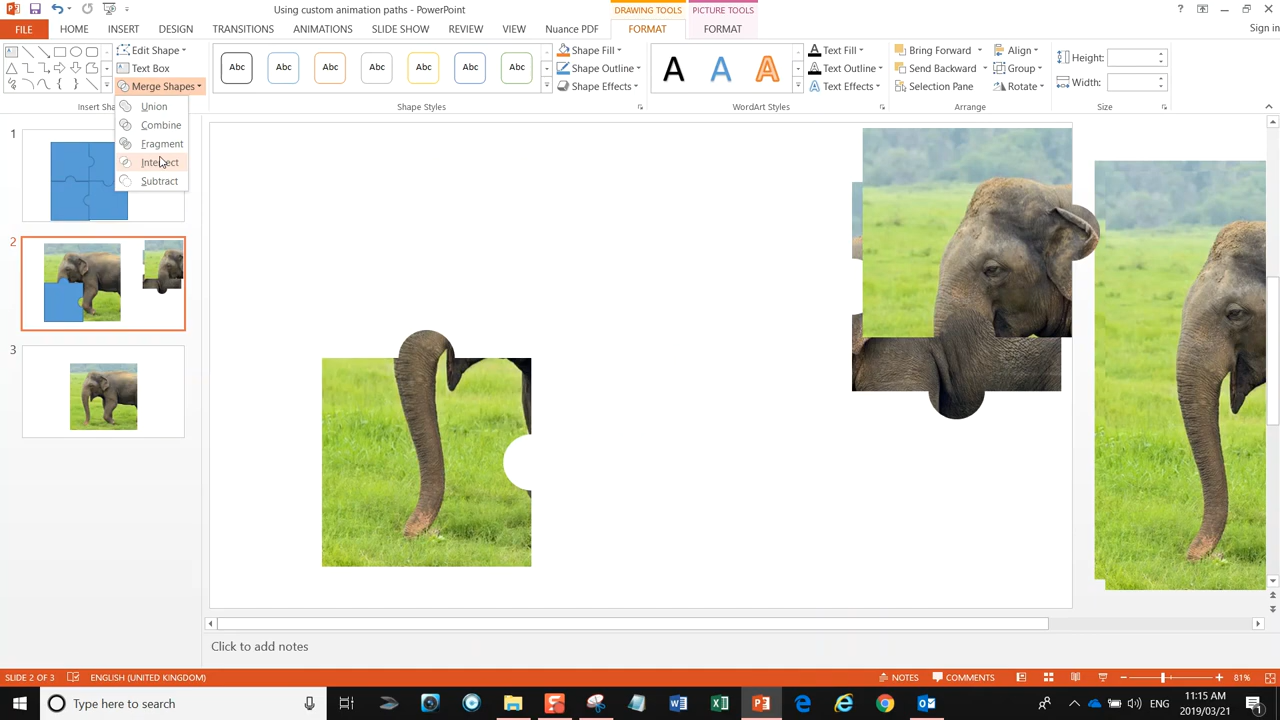 Using custom animation paths - PowerPoint
DRAWING TOOLS
PICTURE TOOLS
FILE HOME INSERT DESIGN TRANSITIONS ANIMATIONS SLIDE SHOW REVIEW VIEW Nuance PDF FORMAT FORMAT
Sign in
Edit Shape
Text Box
Merge Shapes
Abc Abc Abc Abc Abc Abc Abc
Shape Fill
Shape Outline
Shape Effects
A A A
Text Fill
Text Outline
Text Effects
Bring Forward
Send Backward
Selection Pane
Align
Group
Rotate
Height:
Width:
Insert Sha
Shape Styles
WordArt Styles
Arrange
Size
Union
Combine
Fragment
Subtract
1
2
3
Click to add notes
SLIDE 2 OF 3
ENGLISH (UNITED KINGDOM)
NOTES
COMMENTS
81%
Type here to search
ENG
11:15 AM
2019/03/21